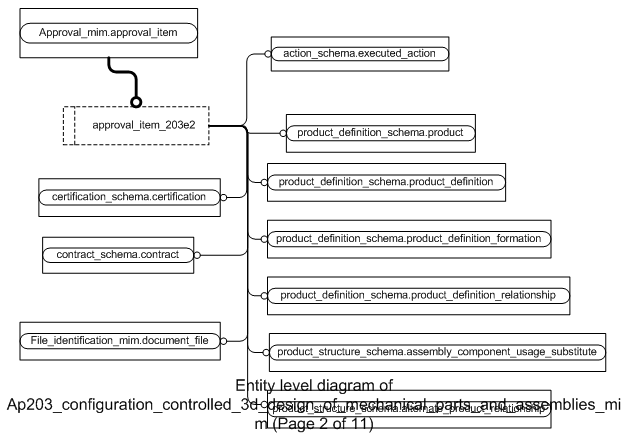 Approval_mim.approval_item
action_schema.executed_action
approval_item_203e2
product_definition_schema.product
product_definition_schema.product_definition
certification_schema.certification
product_definition_schema.product_definition_formation
contract_schema.contract
product_definition_schema.product_definition_relationship
File_identification_mim.document_file
product_structure_schema.assembly_component_usage_substitute
Entity level diagram of
Ap203_configuration_controlled_3d_design_of_mechanical_parts_and_assemblies_mi
product_structure_schema.alternate_product_relationship
m (Page 2 of 11)